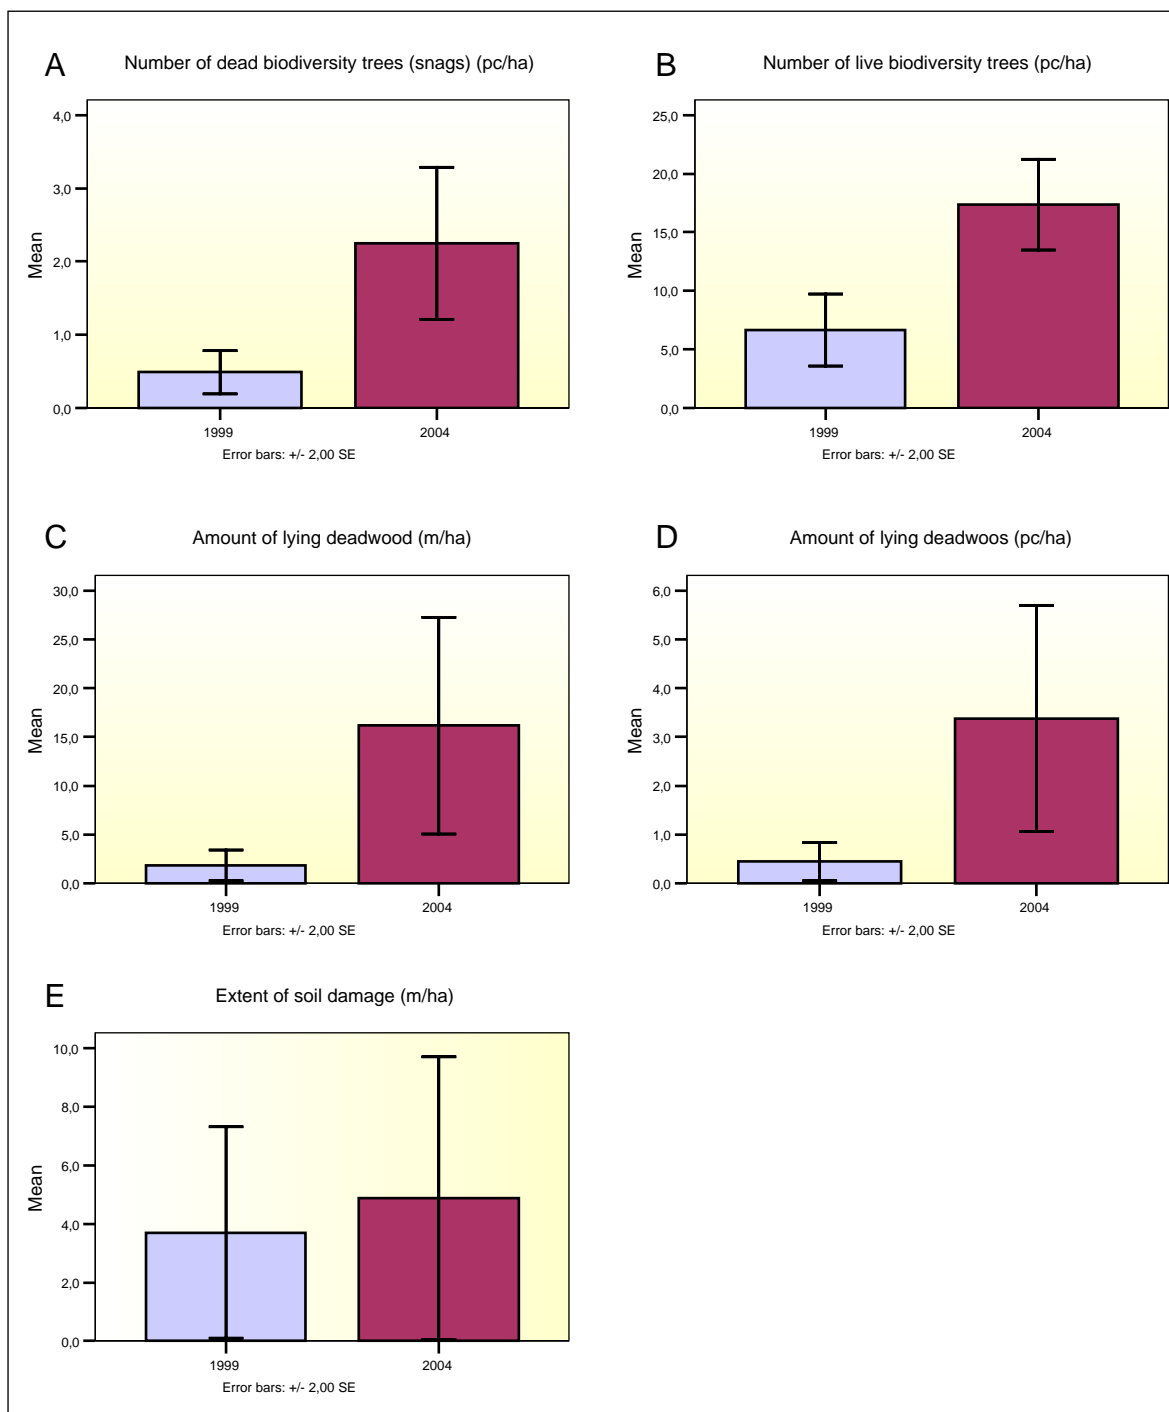 A
Number of dead biodiversity trees (snags) (pc/ha)
Mean
4,0
3,0
2,0
1,0
0,0
1999
2004
Error bars: +/- 2,00 SE
B
Number of live biodiversity trees (pc/ha)
Mean
25,0
20,0
15,0
10,0
5,0
0,0
1999
2004
Error bars: +/- 2,00 SE
C
Amount of lying deadwood (m/ha)
Mean
30,0
25,0
20,0
15,0
10,0
5,0
0,0
1999
2004
Error bars: +/- 2,00 SE
D
Amount of lying deadwoos (pc/ha)
Mean
6,0
5,0
4,0
3,0
2,0
1,0
0,0
1999
2004
Error bars: +/- 2,00 SE
E
Extent of soil damage (m/ha)
Mean
10,0
8,0
6,0
4,0
2,0
0,0
1999
2004
Error bars: +/- 2,00 SE